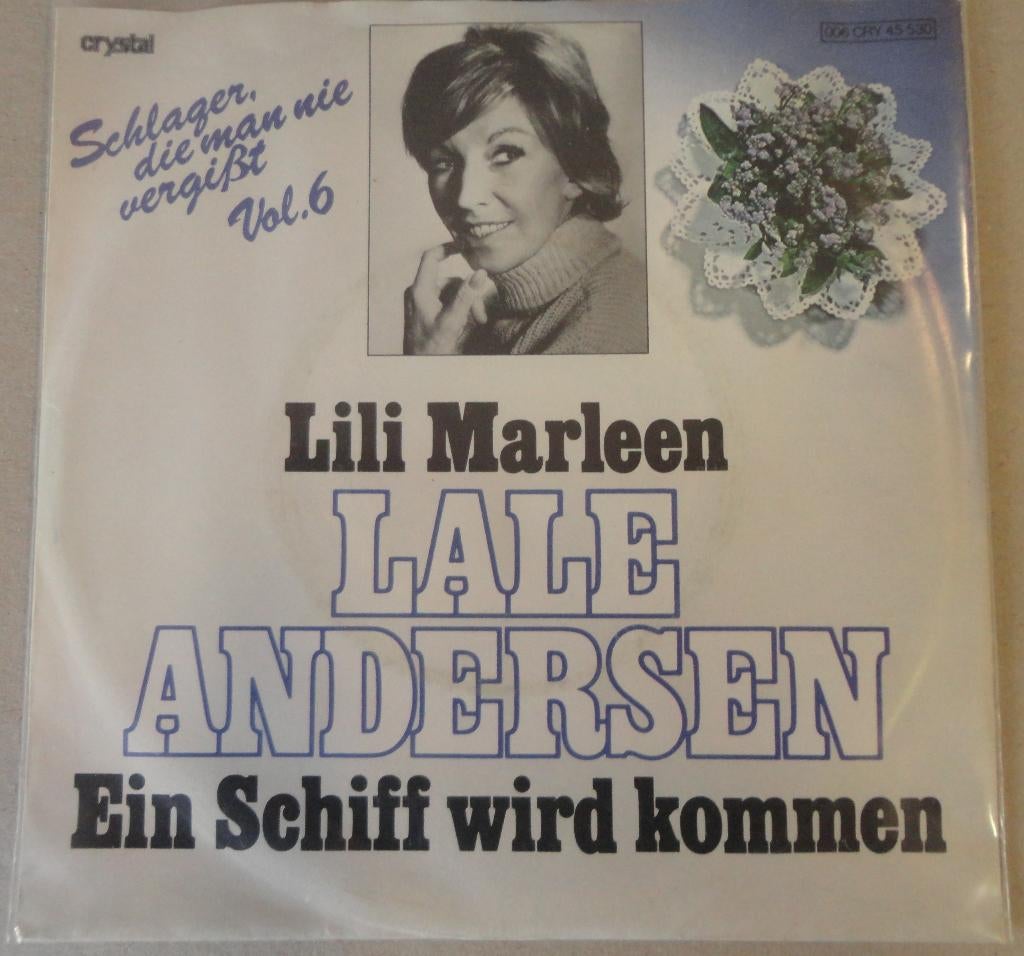 crystal
006 CRY 45 530
Schlager,
die man nie
vergißt
Vol. 6
Lili Marleen
LALE
ANDERSEN
Ein Schiff wird kommen